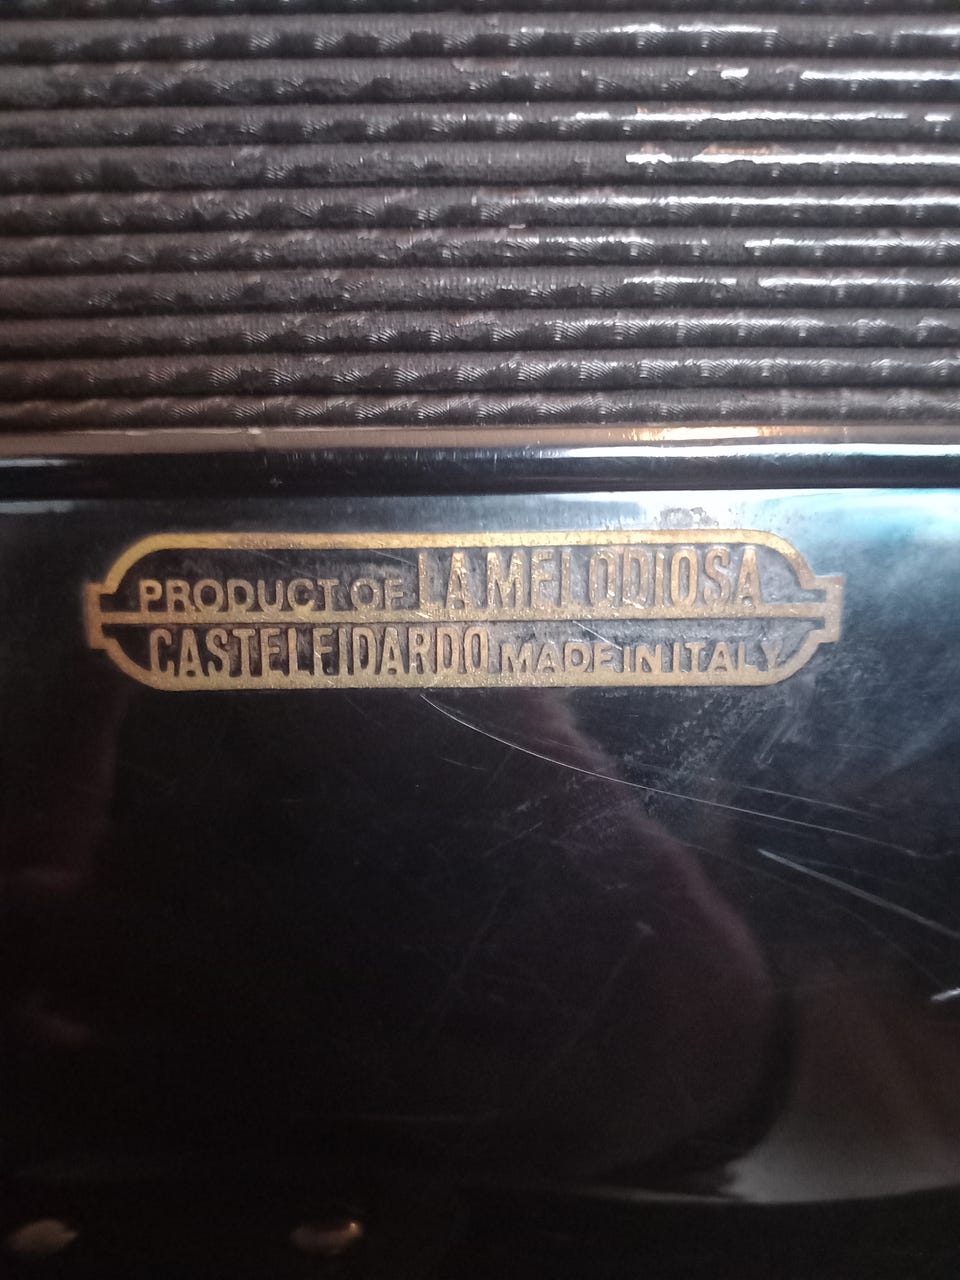 PRODUCT OF LA MELODIOSA
CASTELFIDARDO MADE IN ITALY